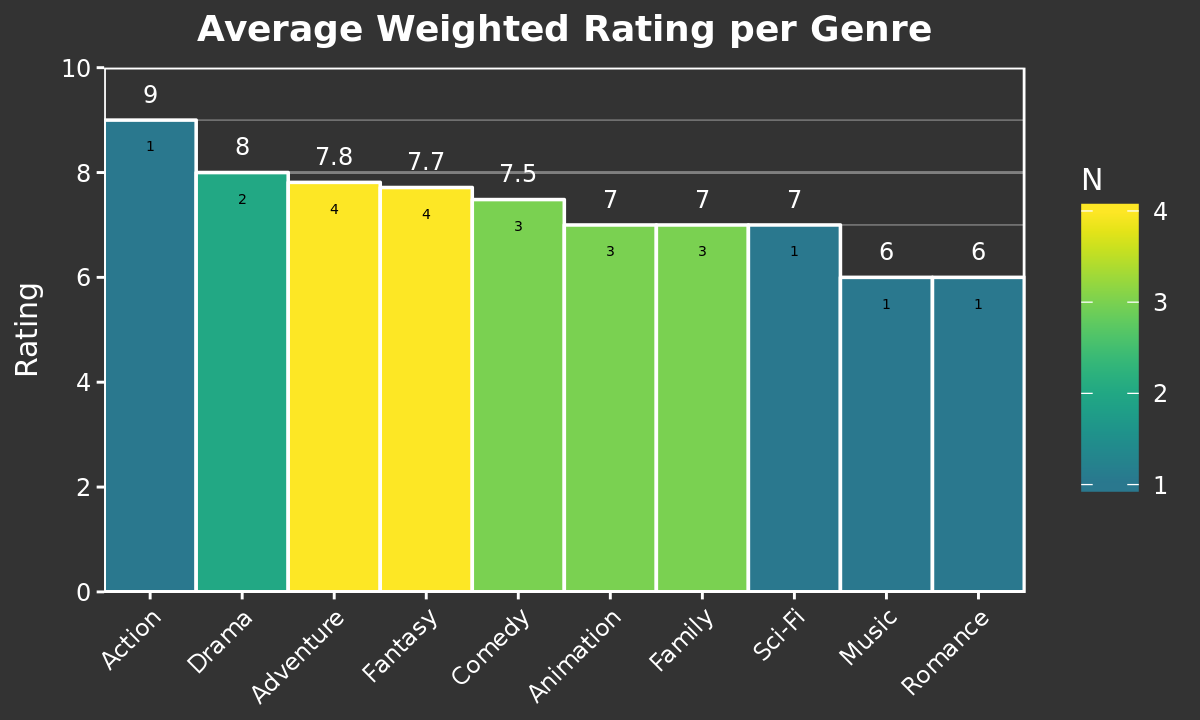 Average Weighted Rating per Genre
Rating
10
8
6
4
2
0
9
8
7.8
7.7
7.5
7
7
7
6
6
1
2
4
4
3
3
3
1
1
1
Action
Drama
Adventure
Fantasy
Comedy
Animation
Family
Sci-Fi
Music
Romance
N
4
3
2
1